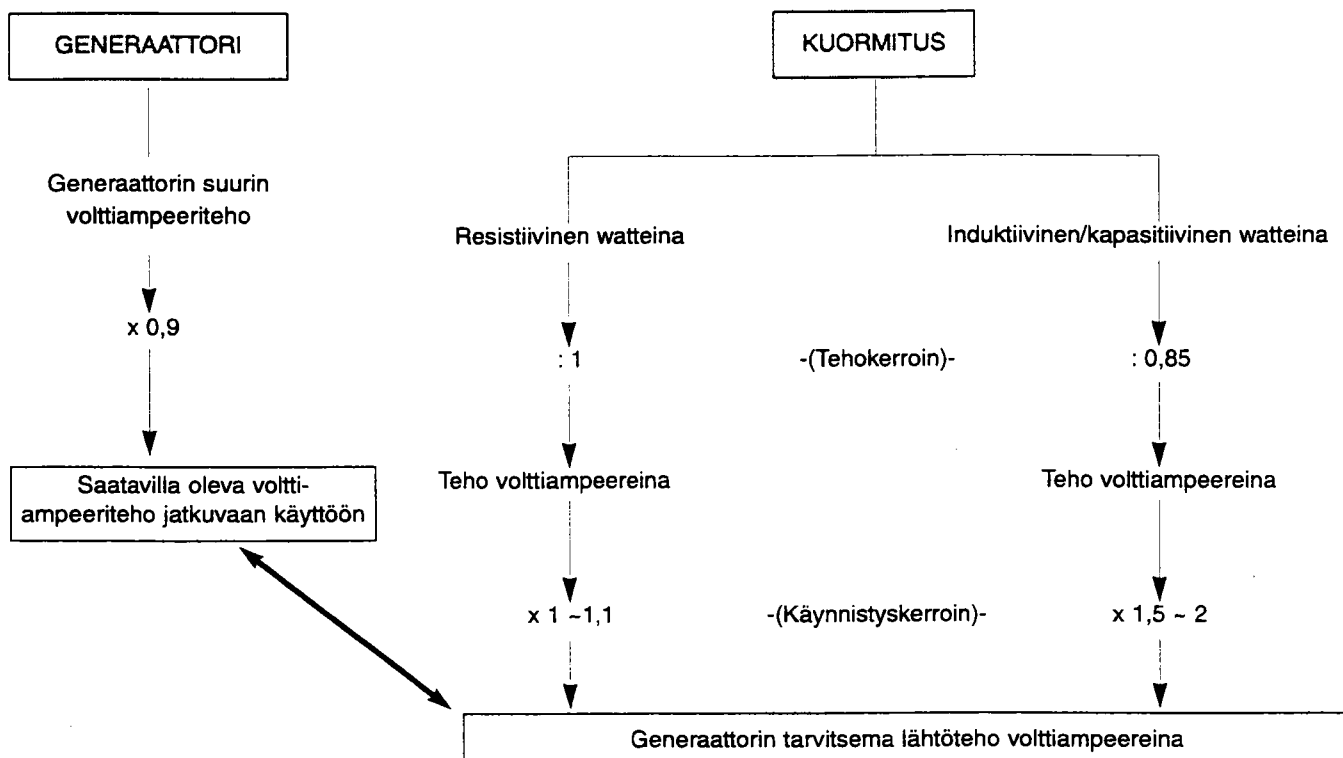 GENERAATTORI
Generaattorin suurin
volttiampeeriteho
x 0,9
Saatavilla oleva voltti-
ampeeriteho jatkuvaan käyttöön
KUORMITUS
Resistiivinen watteina
Induktiivinen/kapasitiivinen watteina
: 1
-(Tehokerroin)-
: 0,85
Teho volttiampeereina
Teho volttiampeereina
x 1 ~1,1
-(Käynnistyskerroin)-
x 1,5 ~ 2
Generaattorin tarvitsema lähtöteho volttiampeereina